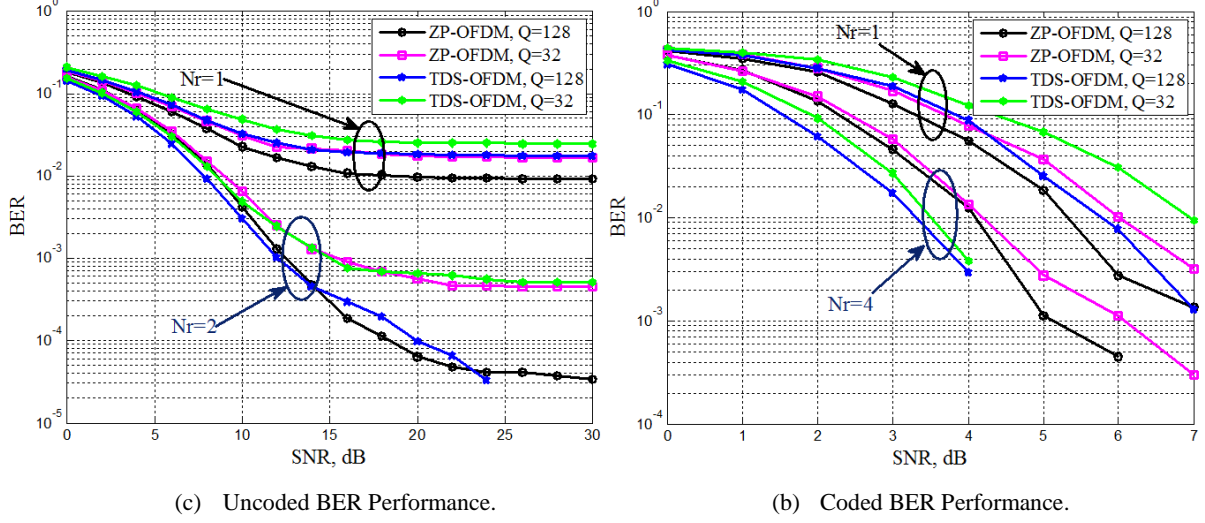 10^0
10^-1
10^-2
10^-3
10^-4
10^-5
BER
0 5 10 15 20 25 30
SNR, dB
ZP-OFDM, Q=128
ZP-OFDM, Q=32
TDS-OFDM, Q=128
TDS-OFDM, Q=32
Nr=1
Nr=2
(c) Uncoded BER Performance.
10^0
10^-1
10^-2
10^-3
10^-4
BER
0 1 2 3 4 5 6 7
SNR, dB
ZP-OFDM, Q=128
ZP-OFDM, Q=32
TDS-OFDM, Q=128
TDS-OFDM, Q=32
Nr=1
Nr=4
(b) Coded BER Performance.